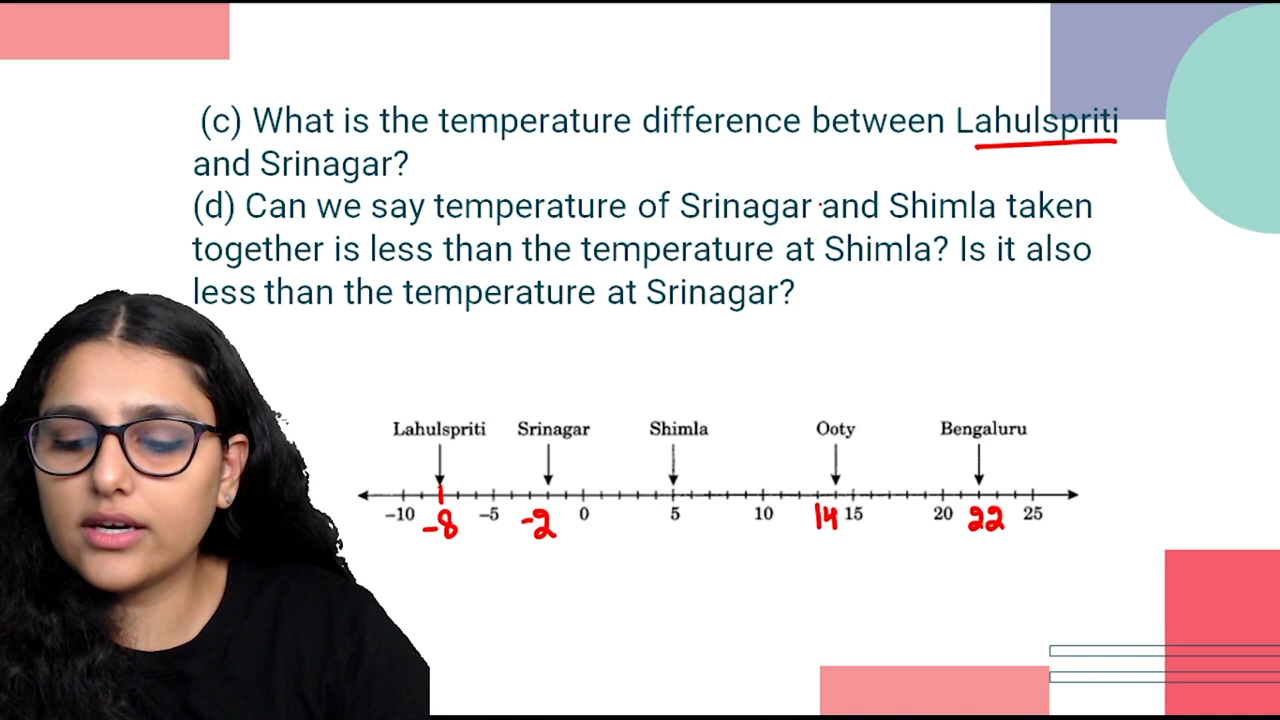 (c) What is the temperature difference between Lahulspriti
and Srinagar?
(d) Can we say temperature of Srinagar and Shimla taken
together is less than the temperature at Shimla? Is it also
less than the temperature at Srinagar?
Lahulspriti Srinagar Shimla Ooty Bengaluru
–10 –8 –5 –2 0 5 10 14 15 20 22 25